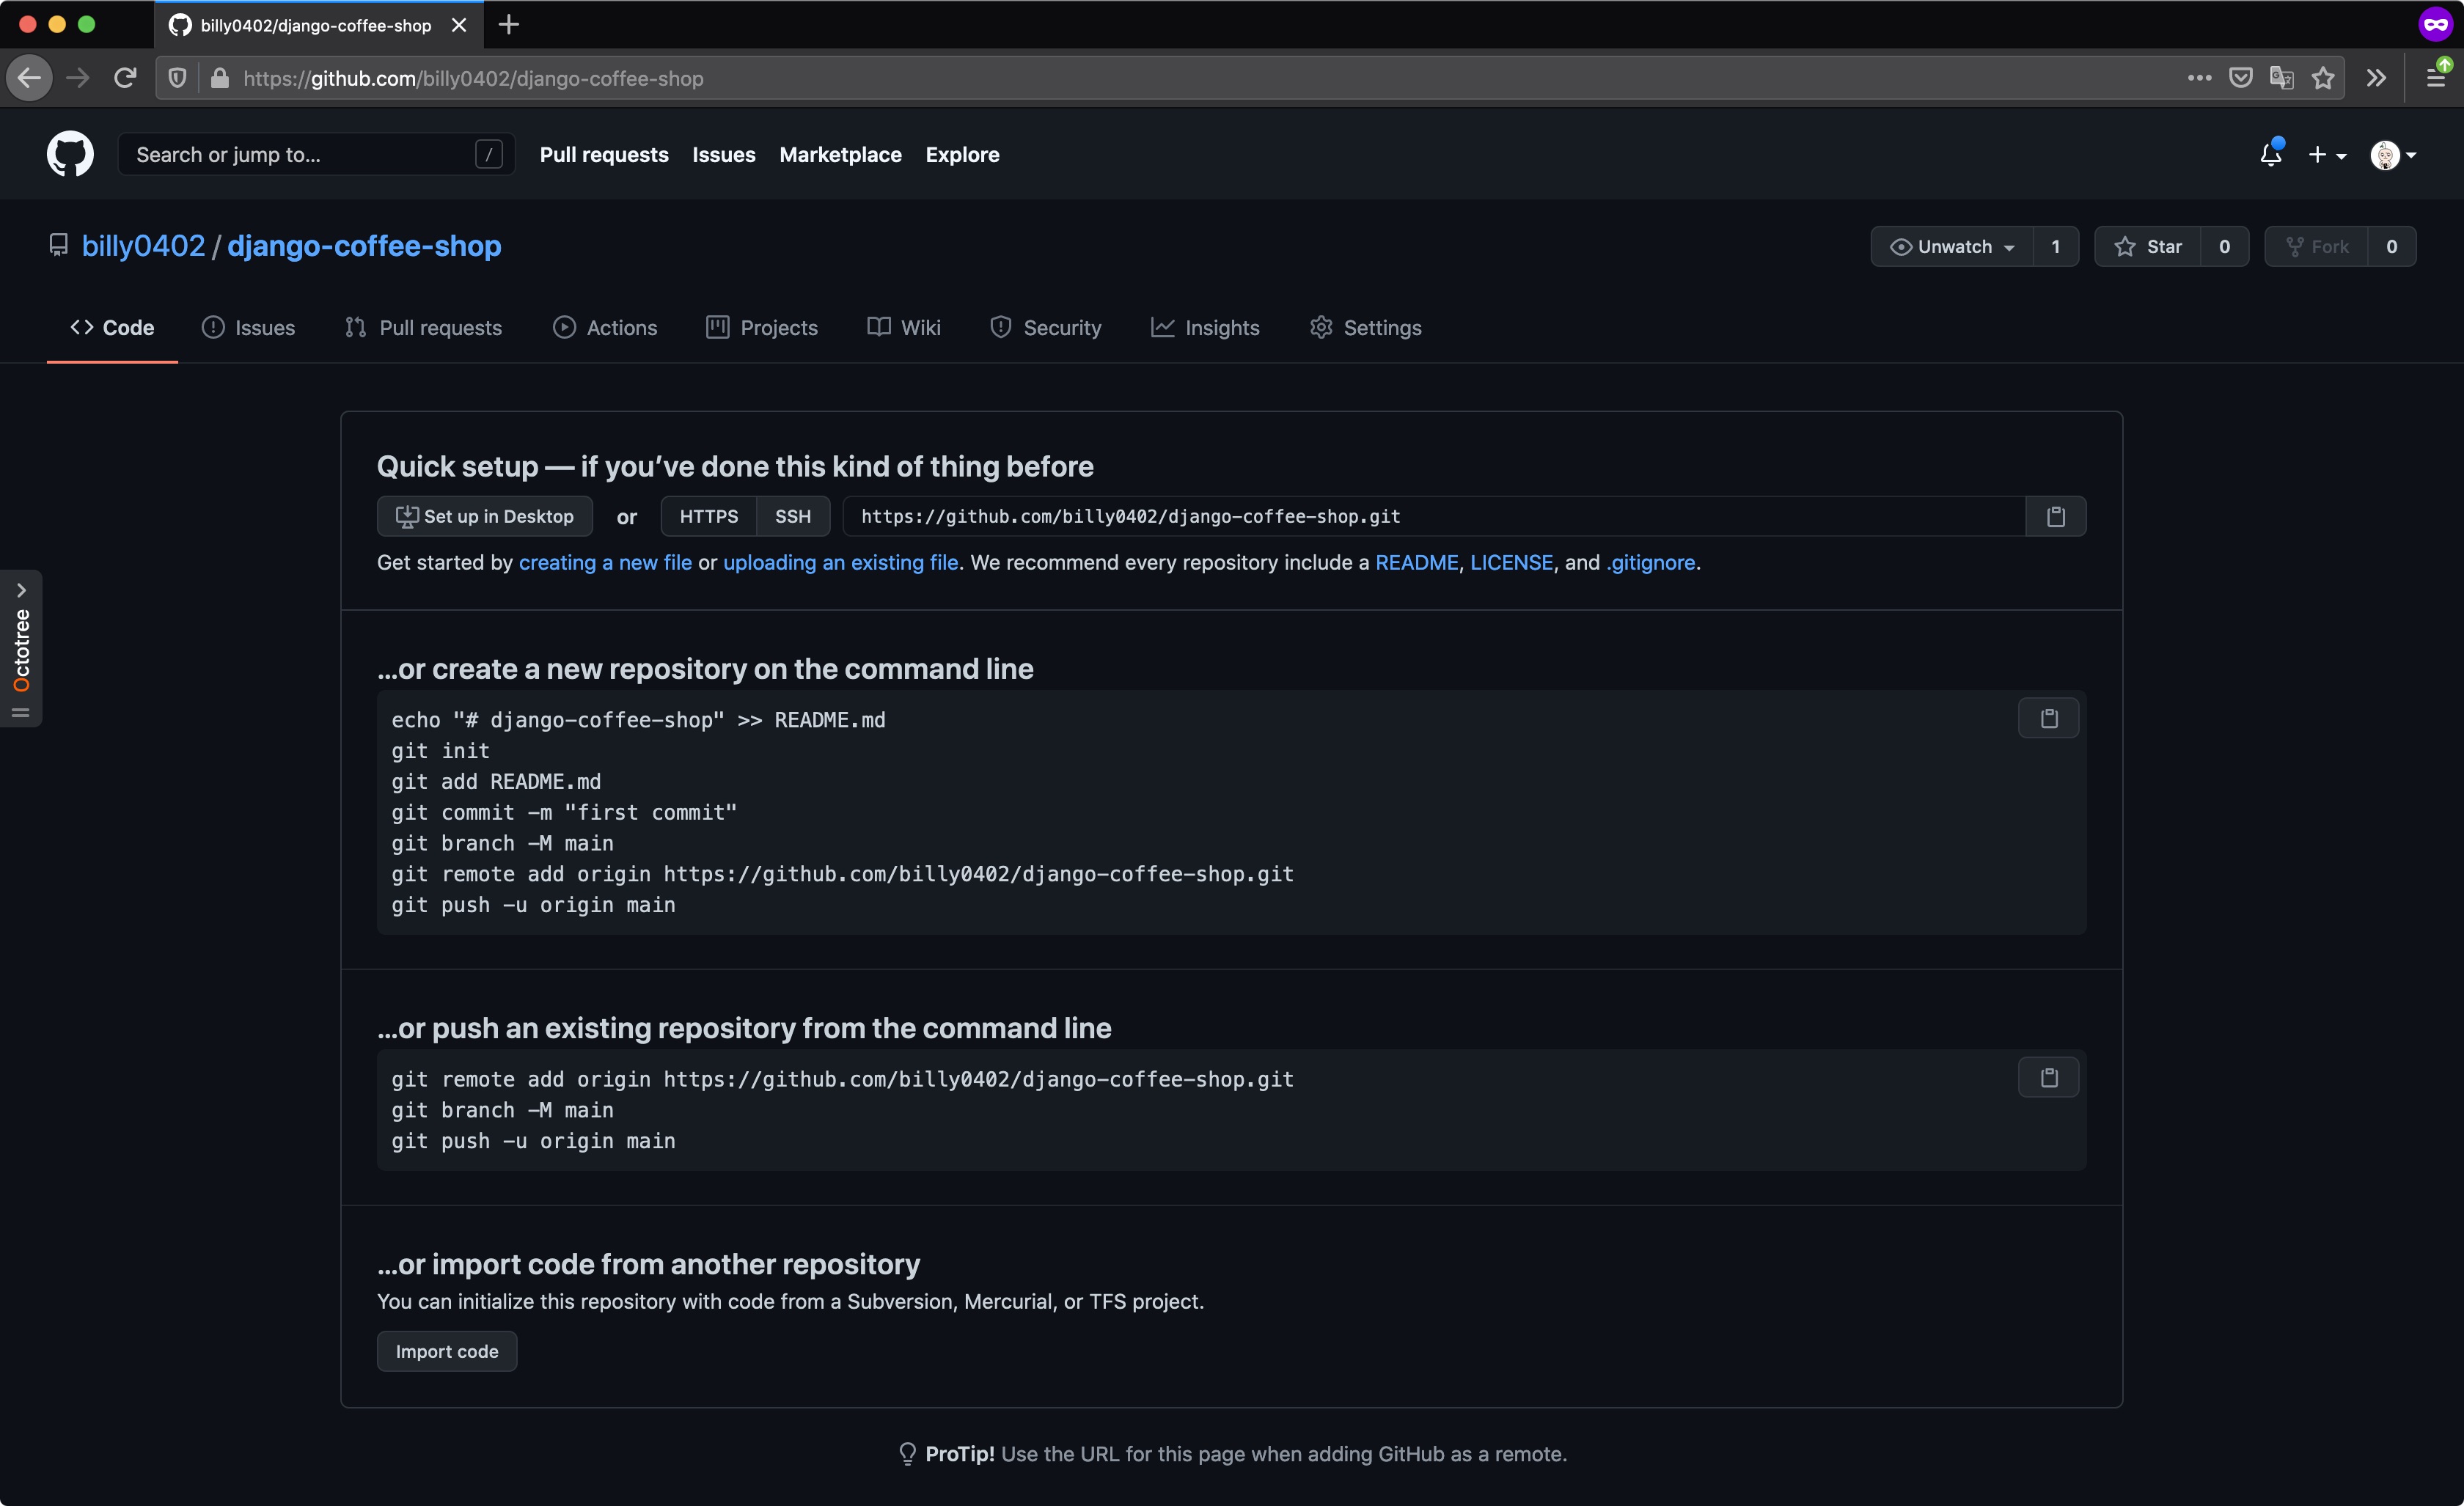 billy0402/django-coffee-shop
https://github.com/billy0402/django-coffee-shop
Search or jump to... /
Pull requests Issues Marketplace Explore
billy0402 / django-coffee-shop
Unwatch 1 Star 0 Fork 0
Code Issues Pull requests Actions Projects Wiki Security Insights Settings
Quick setup — if you’ve done this kind of thing before
Set up in Desktop or HTTPS SSH https://github.com/billy0402/django-coffee-shop.git
Get started by creating a new file or uploading an existing file. We recommend every repository include a README, LICENSE, and .gitignore.
Octotree
…or create a new repository on the command line
echo "# django-coffee-shop" >> README.md
git init
git add README.md
git commit -m "first commit"
git branch -M main
git remote add origin https://github.com/billy0402/django-coffee-shop.git
git push -u origin main
…or push an existing repository from the command line
git remote add origin https://github.com/billy0402/django-coffee-shop.git
git branch -M main
git push -u origin main
…or import code from another repository
You can initialize this repository with code from a Subversion, Mercurial, or TFS project.
Import code
ProTip! Use the URL for this page when adding GitHub as a remote.